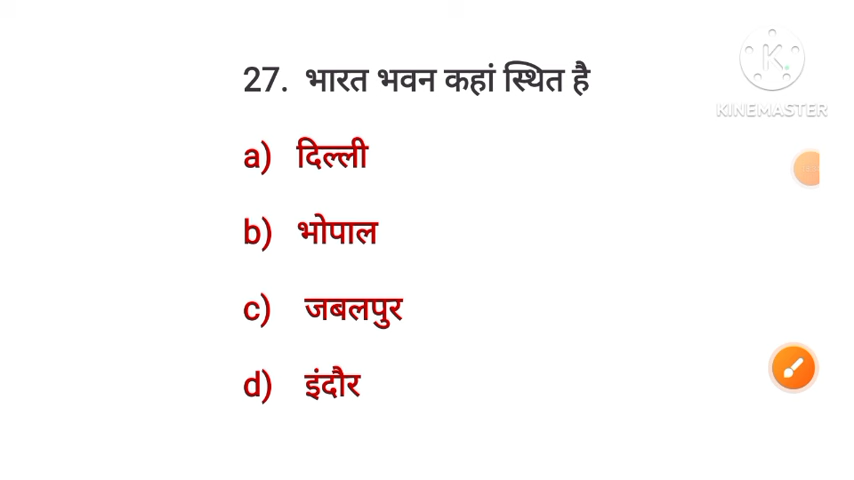 27. भारत भवन कहां स्थित है
a) दिल्ली
b) भोपाल
c) जबलपुर
d) इंदौर
K
KINEMASTER